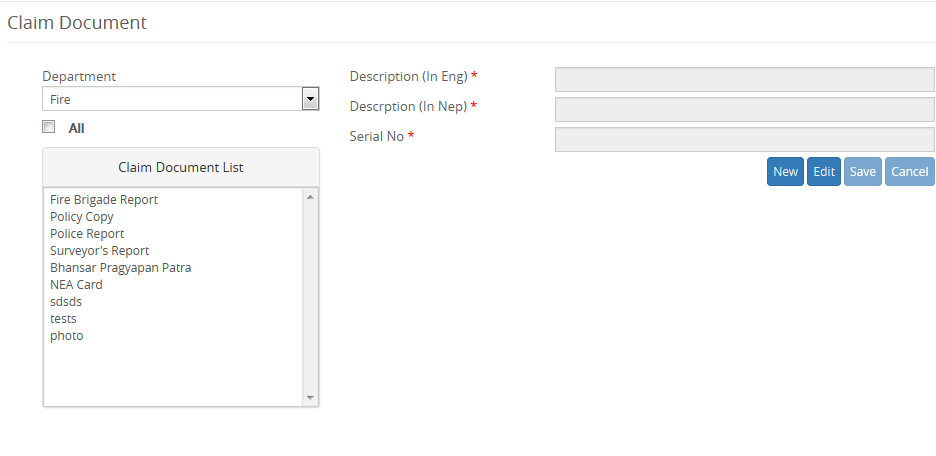 Claim Document
Department
Fire
All
Claim Document List
Fire Brigade Report
Policy Copy
Police Report
Surveyor's Report
Bhansar Pragyapan Patra
NEA Card
sdsds
tests
photo
Description (In Eng) *
Descrption (In Nep) *
Serial No *
New Edit Save Cancel